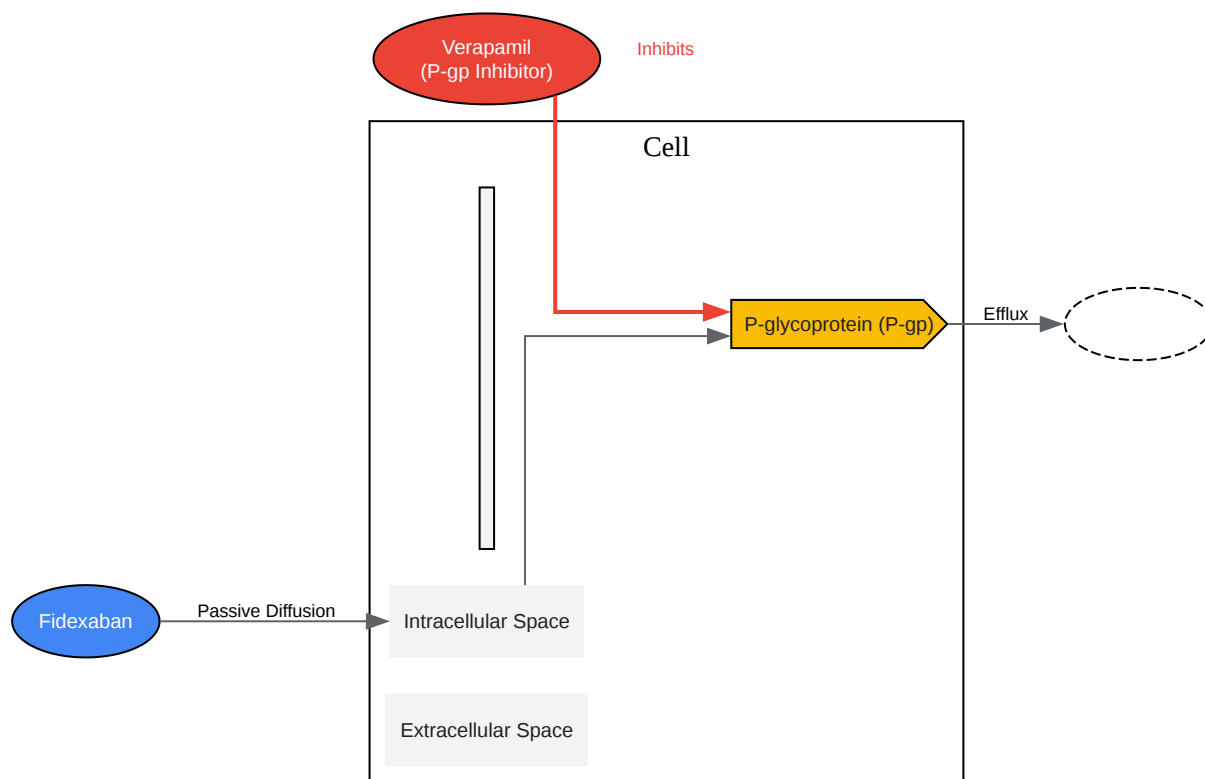 Verapamil
(P-gp Inhibitor)
Inhibits
Cell
P-glycoprotein (P-gp)
Efflux
Fidexaban
Passive Diffusion
Intracellular Space
Extracellular Space